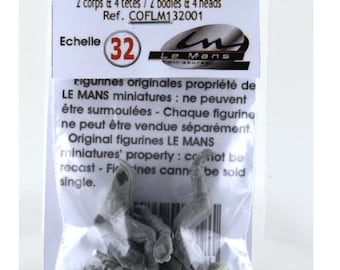 2 corps & 4 têtes / 2 bodies & 4 heads
Ref. COFLM132001
Echelle 32
Le Mans
miniatures
Figurines originales propriété de
LE MANS miniatures : ne peuvent
être surmoulées - Chaque figurine
ne peut être vendue séparément.
Original figurines LE MANS
miniatures' property : cannot be
recast - Figurines cannot be sold
single.